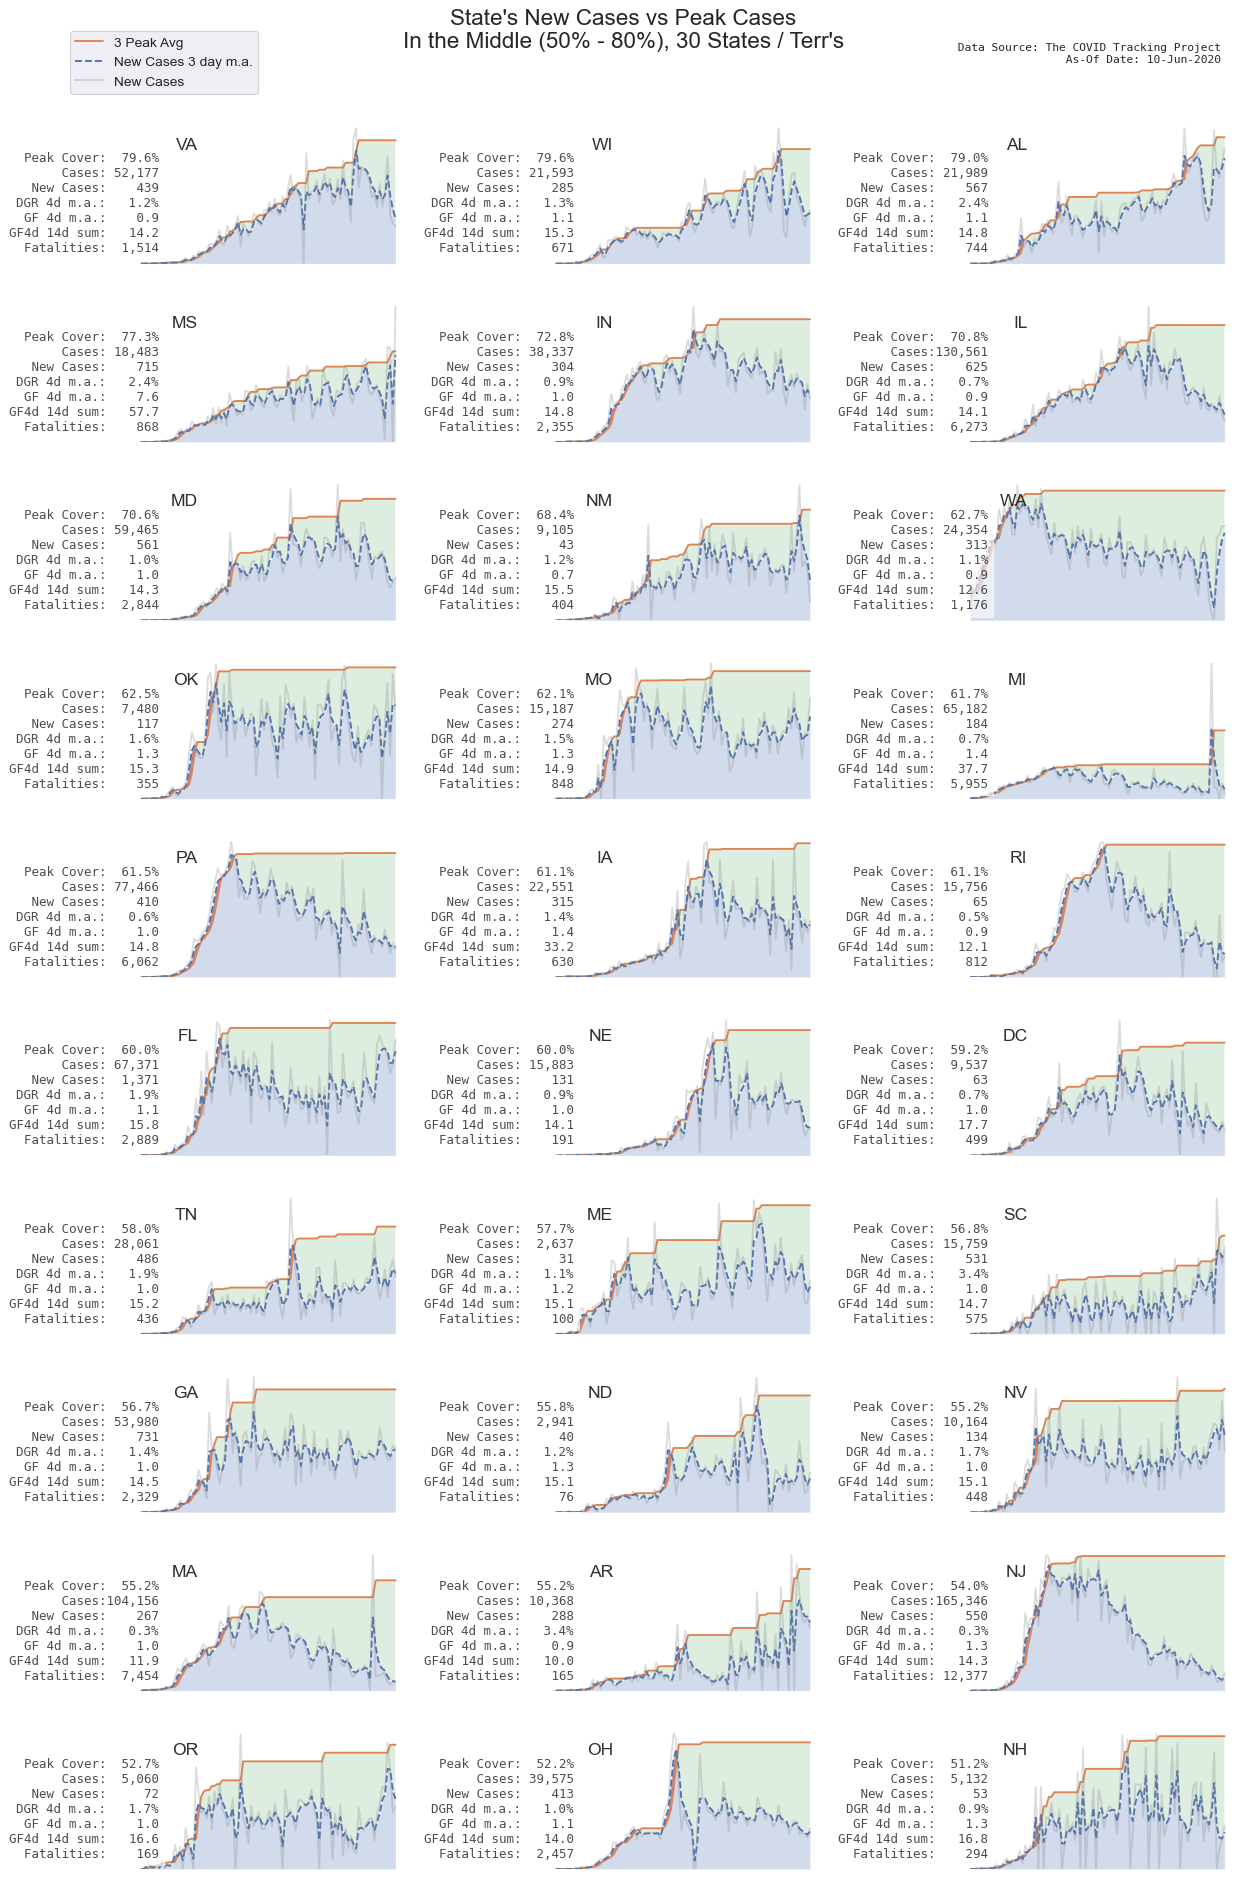 State's New Cases vs Peak Cases
In the Middle (50% - 80%), 30 States / Terr's
3 Peak Avg
New Cases 3 day m.a.
New Cases
Data Source: The COVID Tracking Project
As-Of Date: 10-Jun-2020
VA
Peak Cover: 79.6%
Cases: 52,177
New Cases: 439
DGR 4d m.a.: 1.2%
GF 4d m.a.: 0.9
GF4d 14d sum: 14.2
Fatalities: 1,514
WI
Peak Cover: 79.6%
Cases: 21,593
New Cases: 285
DGR 4d m.a.: 1.3%
GF 4d m.a.: 1.1
GF4d 14d sum: 15.3
Fatalities: 671
AL
Peak Cover: 79.0%
Cases: 21,989
New Cases: 567
DGR 4d m.a.: 2.4%
GF 4d m.a.: 1.1
GF4d 14d sum: 14.8
Fatalities: 744
MS
Peak Cover: 77.3%
Cases: 18,483
New Cases: 715
DGR 4d m.a.: 2.4%
GF 4d m.a.: 7.6
GF4d 14d sum: 57.7
Fatalities: 868
IN
Peak Cover: 72.8%
Cases: 38,337
New Cases: 304
DGR 4d m.a.: 0.9%
GF 4d m.a.: 1.0
GF4d 14d sum: 14.8
Fatalities: 2,355
IL
Peak Cover: 70.8%
Cases:130,561
New Cases: 625
DGR 4d m.a.: 0.7%
GF 4d m.a.: 0.9
GF4d 14d sum: 14.1
Fatalities: 6,273
MD
Peak Cover: 70.6%
Cases: 59,465
New Cases: 561
DGR 4d m.a.: 1.0%
GF 4d m.a.: 1.0
GF4d 14d sum: 14.3
Fatalities: 2,844
NM
Peak Cover: 68.4%
Cases: 9,105
New Cases: 43
DGR 4d m.a.: 1.2%
GF 4d m.a.: 0.7
GF4d 14d sum: 15.5
Fatalities: 404
WA
Peak Cover: 62.7%
Cases: 24,354
New Cases: 313
DGR 4d m.a.: 1.1%
GF 4d m.a.: 0.9
GF4d 14d sum: 12.6
Fatalities: 1,176
OK
Peak Cover: 62.5%
Cases: 7,480
New Cases: 117
DGR 4d m.a.: 1.6%
GF 4d m.a.: 1.3
GF4d 14d sum: 15.3
Fatalities: 355
MO
Peak Cover: 62.1%
Cases: 15,187
New Cases: 274
DGR 4d m.a.: 1.5%
GF 4d m.a.: 1.3
GF4d 14d sum: 14.9
Fatalities: 848
MI
Peak Cover: 61.7%
Cases: 65,182
New Cases: 184
DGR 4d m.a.: 0.7%
GF 4d m.a.: 1.4
GF4d 14d sum: 37.7
Fatalities: 5,955
PA
Peak Cover: 61.5%
Cases: 77,466
New Cases: 410
DGR 4d m.a.: 0.6%
GF 4d m.a.: 1.0
GF4d 14d sum: 14.8
Fatalities: 6,062
IA
Peak Cover: 61.1%
Cases: 22,551
New Cases: 315
DGR 4d m.a.: 1.4%
GF 4d m.a.: 1.4
GF4d 14d sum: 33.2
Fatalities: 630
RI
Peak Cover: 61.1%
Cases: 15,756
New Cases: 65
DGR 4d m.a.: 0.5%
GF 4d m.a.: 0.9
GF4d 14d sum: 12.1
Fatalities: 812
FL
Peak Cover: 60.0%
Cases: 67,371
New Cases: 1,371
DGR 4d m.a.: 1.9%
GF 4d m.a.: 1.1
GF4d 14d sum: 15.8
Fatalities: 2,889
NE
Peak Cover: 60.0%
Cases: 15,883
New Cases: 131
DGR 4d m.a.: 0.9%
GF 4d m.a.: 1.0
GF4d 14d sum: 14.1
Fatalities: 191
DC
Peak Cover: 59.2%
Cases: 9,537
New Cases: 63
DGR 4d m.a.: 0.7%
GF 4d m.a.: 1.0
GF4d 14d sum: 17.7
Fatalities: 499
TN
Peak Cover: 58.0%
Cases: 28,061
New Cases: 486
DGR 4d m.a.: 1.9%
GF 4d m.a.: 1.0
GF4d 14d sum: 15.2
Fatalities: 436
ME
Peak Cover: 57.7%
Cases: 2,637
New Cases: 31
DGR 4d m.a.: 1.1%
GF 4d m.a.: 1.2
GF4d 14d sum: 15.1
Fatalities: 100
SC
Peak Cover: 56.8%
Cases: 15,759
New Cases: 531
DGR 4d m.a.: 3.4%
GF 4d m.a.: 1.0
GF4d 14d sum: 14.7
Fatalities: 575
GA
Peak Cover: 56.7%
Cases: 53,980
New Cases: 731
DGR 4d m.a.: 1.4%
GF 4d m.a.: 1.0
GF4d 14d sum: 14.5
Fatalities: 2,329
ND
Peak Cover: 55.8%
Cases: 2,941
New Cases: 40
DGR 4d m.a.: 1.2%
GF 4d m.a.: 1.3
GF4d 14d sum: 15.1
Fatalities: 76
NV
Peak Cover: 55.2%
Cases: 10,164
New Cases: 134
DGR 4d m.a.: 1.7%
GF 4d m.a.: 1.0
GF4d 14d sum: 15.1
Fatalities: 448
MA
Peak Cover: 55.2%
Cases:104,156
New Cases: 267
DGR 4d m.a.: 0.3%
GF 4d m.a.: 1.0
GF4d 14d sum: 11.9
Fatalities: 7,454
AR
Peak Cover: 55.2%
Cases: 10,368
New Cases: 288
DGR 4d m.a.: 3.4%
GF 4d m.a.: 0.9
GF4d 14d sum: 10.0
Fatalities: 165
NJ
Peak Cover: 54.0%
Cases:165,346
New Cases: 550
DGR 4d m.a.: 0.3%
GF 4d m.a.: 1.3
GF4d 14d sum: 14.3
Fatalities: 12,377
OR
Peak Cover: 52.7%
Cases: 5,060
New Cases: 72
DGR 4d m.a.: 1.7%
GF 4d m.a.: 1.0
GF4d 14d sum: 16.6
Fatalities: 169
OH
Peak Cover: 52.2%
Cases: 39,575
New Cases: 413
DGR 4d m.a.: 1.0%
GF 4d m.a.: 1.1
GF4d 14d sum: 14.0
Fatalities: 2,457
NH
Peak Cover: 51.2%
Cases: 5,132
New Cases: 53
DGR 4d m.a.: 0.9%
GF 4d m.a.: 1.3
GF4d 14d sum: 16.8
Fatalities: 294